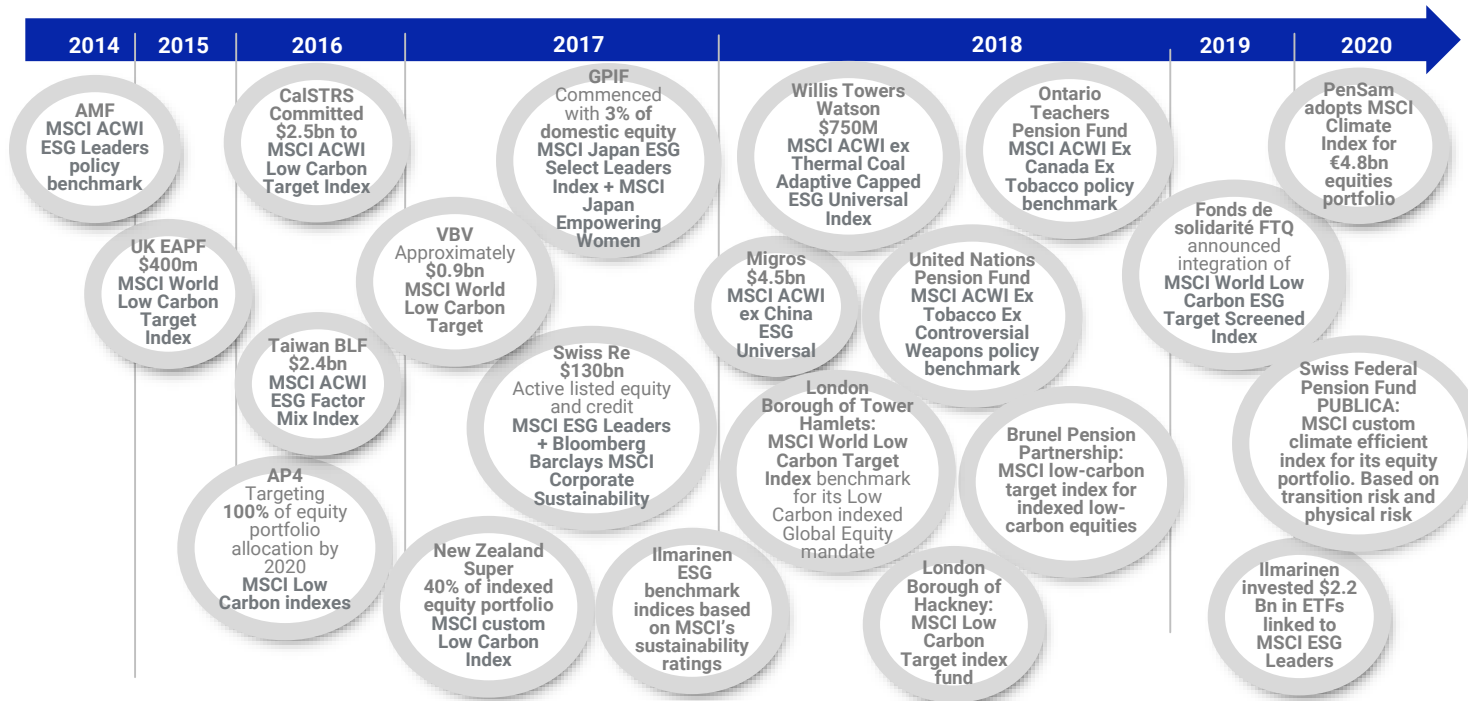 2014
2015
2016
2017
2018
2019
2020
AMF
MSCI ACWI
ESG Leaders
policy
benchmark
UK EAPF
$400m
MSCI World
Low Carbon
Target
Index
CalSTRS
Committed
$2.5bn to
MSCI ACWI
Low Carbon
Target Index
Taiwan BLF
$2.4bn
MSCI ACWI
ESG Factor
Mix Index
AP4
Targeting
100% of equity
portfolio
allocation by
2020
MSCI Low
Carbon indexes
VBV
Approximately
$0.9bn
MSCI World
Low Carbon
Target
GPIF
Commenced
with 3% of
domestic equity
MSCI Japan ESG
Select Leaders
Index + MSCI
Japan
Empowering
Women
Swiss Re
$130bn
Active listed equity
and credit
MSCI ESG Leaders
+ Bloomberg
Barclays MSCI
Corporate
Sustainability
New Zealand
Super
40% of indexed
equity portfolio
MSCI custom
Low Carbon
Index
Ilmarinen
ESG
benchmark
indices based
on MSCI’s
sustainability
ratings
Willis Towers
Watson
$750M
MSCI ACWI ex
Thermal Coal
Adaptive Capped
ESG Universal
Index
Migros
$4.5bn
MSCI ACWI
ex China
ESG
Universal
London
Borough of Tower
Hamlets:
MSCI World Low
Carbon Target
Index benchmark
for its Low
Carbon indexed
Global Equity
mandate
Ontario
Teachers
Pension Fund
MSCI ACWI Ex
Canada Ex
Tobacco policy
benchmark
United Nations
Pension Fund
MSCI ACWI Ex
Tobacco Ex
Controversial
Weapons policy
benchmark
Brunel Pension
Partnership:
MSCI low-carbon
target index for
indexed low-
carbon equities
London
Borough of
Hackney:
MSCI Low
Carbon
Target index
fund
Fonds de
solidarité FTQ
announced
integration of
MSCI World Low
Carbon ESG
Target Screened
Index
PenSam
adopts MSCI
Climate
Index for
€4.8bn
equities
portfolio
Swiss Federal
Pension Fund
PUBLICA:
MSCI custom
climate efficient
index for its equity
portfolio. Based on
transition risk and
physical risk
Ilmarinen
invested $2.2
Bn in ETFs
linked to
MSCI ESG
Leaders